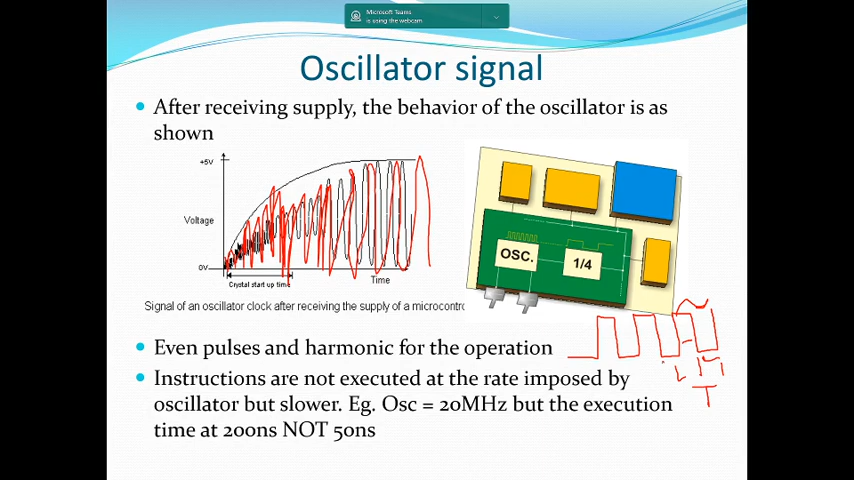 Microsoft Teams
is using the webcam
Oscillator signal
After receiving supply, the behavior of the oscillator is as
shown
+5V
Voltage
0V
Crystal start up time
Time
Signal of an oscillator clock after receiving the supply of a microcontro
OSC.
1/4
Even pulses and harmonic for the operation
Instructions are not executed at the rate imposed by
oscillator but slower. Eg. Osc = 20MHz but the execution
time at 200ns NOT 50ns
T